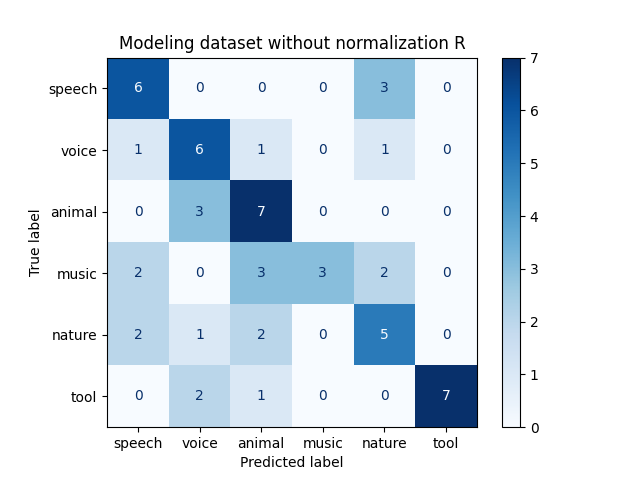 Modeling dataset without normalization R
True label
speech 6 0 0 0 3 0
voice 1 6 1 0 1 0
animal 0 3 7 0 0 0
music 2 0 3 3 2 0
nature 2 1 2 0 5 0
tool 0 2 1 0 0 7
speech voice animal music nature tool
Predicted label
7
6
5
4
3
2
1
0